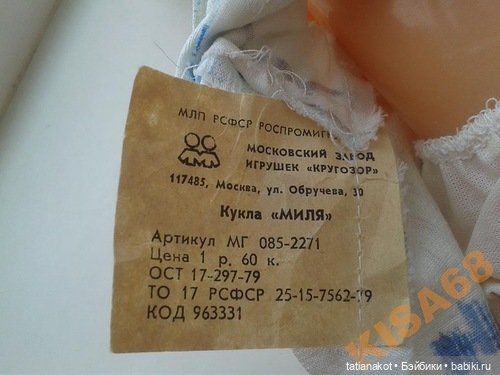 МЛП РСФСР РОСПРОМИГР
МОСКОВСКИЙ ЗАВОД
ИГРУШЕК «КРУГОЗОР»
117485, Москва, ул. Обручева, 30
Кукла «МИЛЯ»
Артикул МГ 085-2271
Цена 1 р. 60 к.
ОСТ 17-297-79
ТО 17 РСФСР 25-15-7562-79
КОД 963331
KISA68
tatianakot • Бэйбики • babiki.ru